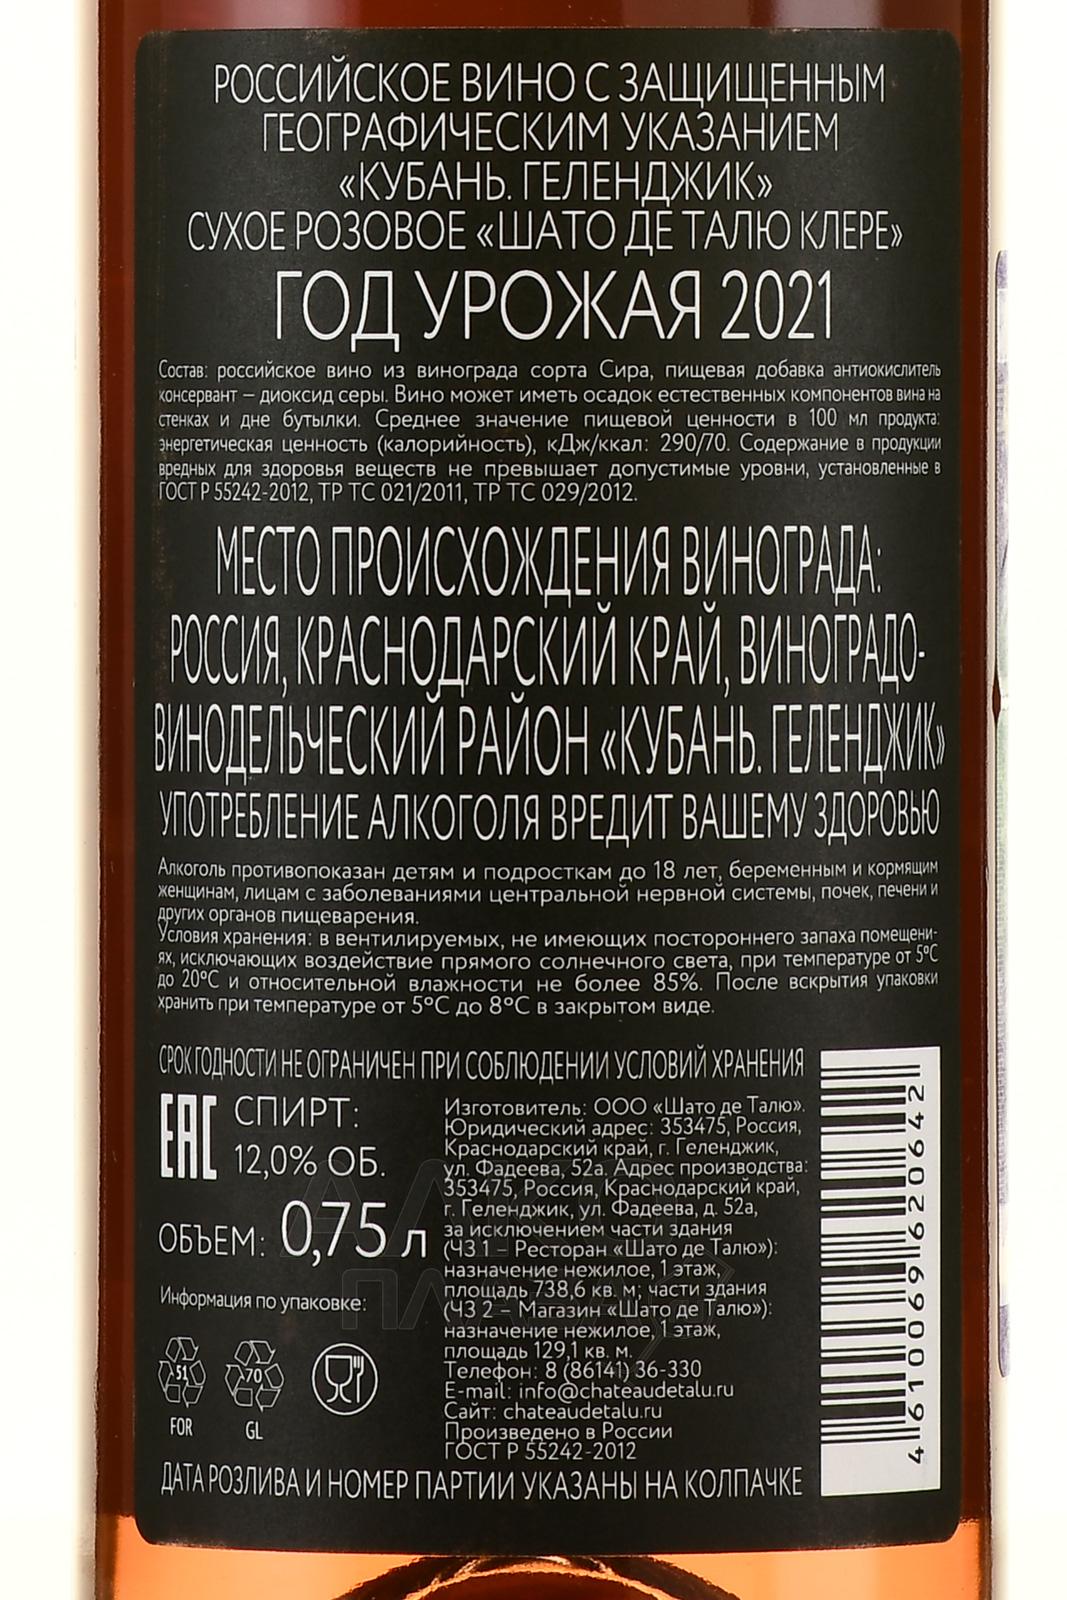 РОССИЙСКОЕ ВИНО С ЗАЩИЩЕННЫМ
ГЕОГРАФИЧЕСКИМ УКАЗАНИЕМ
«КУБАНЬ. ГЕЛЕНДЖИК»
СУХОЕ РОЗОВОЕ «ШАТО ДЕ ТАЛЮ КЛЕРЕ»
ГОД УРОЖАЯ 2021
Состав: российское вино из винограда сорта Сира, пищевая добавка антиокислитель
консервант – диоксид серы. Вино может иметь осадок естественных компонентов вина на
стенках и дне бутылки. Среднее значение пищевой ценности в 100 мл продукта:
энергетическая ценность (калорийность), кДж/ккал: 290/70. Содержание в продукции
вредных для здоровья веществ не превышает допустимые уровни, установленные в
ГОСТ Р 55242-2012, ТР ТС 021/2011, ТР ТС 029/2012.
МЕСТО ПРОИСХОЖДЕНИЯ ВИНОГРАДА:
РОССИЯ, КРАСНОДАРСКИЙ КРАЙ, ВИНОГРАДО-
ВИНОДЕЛЬЧЕСКИЙ РАЙОН «КУБАНЬ. ГЕЛЕНДЖИК»
УПОТРЕБЛЕНИЕ АЛКОГОЛЯ ВРЕДИТ ВАШЕМУ ЗДОРОВЬЮ
Алкоголь противопоказан детям и подросткам до 18 лет, беременным и кормящим
женщинам, лицам с заболеваниями центральной нервной системы, почек, печени и
других органов пищеварения.
Условия хранения: в вентилируемых, не имеющих постороннего запаха помещени-
ях, исключающих воздействие прямого солнечного света, при температуре от 5°С
до 20°С и относительной влажности не более 85%. После вскрытия упаковки
хранить при температуре от 5°С до 8°С в закрытом виде.
СРОК ГОДНОСТИ НЕ ОГРАНИЧЕН ПРИ СОБЛЮДЕНИИ УСЛОВИЙ ХРАНЕНИЯ
EAC СПИРТ:
12,0% ОБ.
ОБЪЕМ: 0,75 л
Информация по упаковке:
51
FOR
70
GL
Изготовитель: ООО «Шато де Талю».
Юридический адрес: 353475, Россия,
Краснодарский край, г. Геленджик,
ул. Фадеева, 52а. Адрес производства:
353475, Россия, Краснодарский край,
г. Геленджик, ул. Фадеева, д. 52а,
за исключением части здания
(ЧЗ 1 – Ресторан «Шато де Талю»):
назначение нежилое, 1 этаж,
площадь 738,6 кв. м; части здания
(ЧЗ 2 – Магазин «Шато де Талю»):
назначение нежилое, 1 этаж,
площадь 129,1 кв. м.
Телефон: 8 (86141) 36-330
E-mail: info@chateaudetalu.ru
Сайт: chateaudetalu.ru
Произведено в России
ГОСТ Р 55242-2012
ДАТА РОЗЛИВА И НОМЕР ПАРТИИ УКАЗАНЫ НА КОЛПАЧКЕ
4610069620642
АЛКО
ПЛАЗА